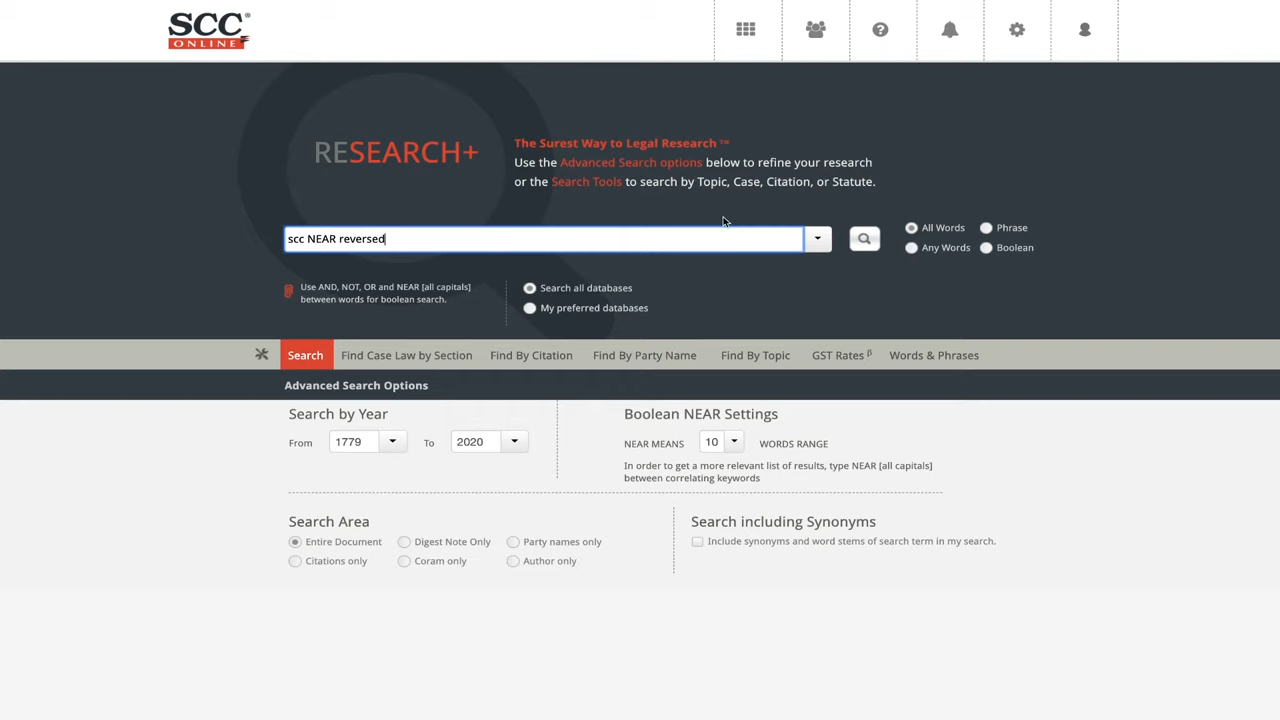 SCC
ONLINE
RESEARCH+
The Surest Way to Legal Research ™
Use the Advanced Search options below to refine your research
or the Search Tools to search by Topic, Case, Citation, or Statute.
scc NEAR reversed
All Words Phrase
Any Words Boolean
Use AND, NOT, OR and NEAR [all capitals]
between words for boolean search.
Search all databases
My preferred databases
Search Find Case Law by Section Find By Citation Find By Party Name Find By Topic GST Rates β Words & Phrases
Advanced Search Options
Search by Year
From 1779 To 2020
Boolean NEAR Settings
NEAR MEANS 10 WORDS RANGE
In order to get a more relevant list of results, type NEAR [all capitals]
between correlating keywords
Search Area
Entire Document Digest Note Only Party names only
Citations only Coram only Author only
Search including Synonyms
Include synonyms and word stems of search term in my search.